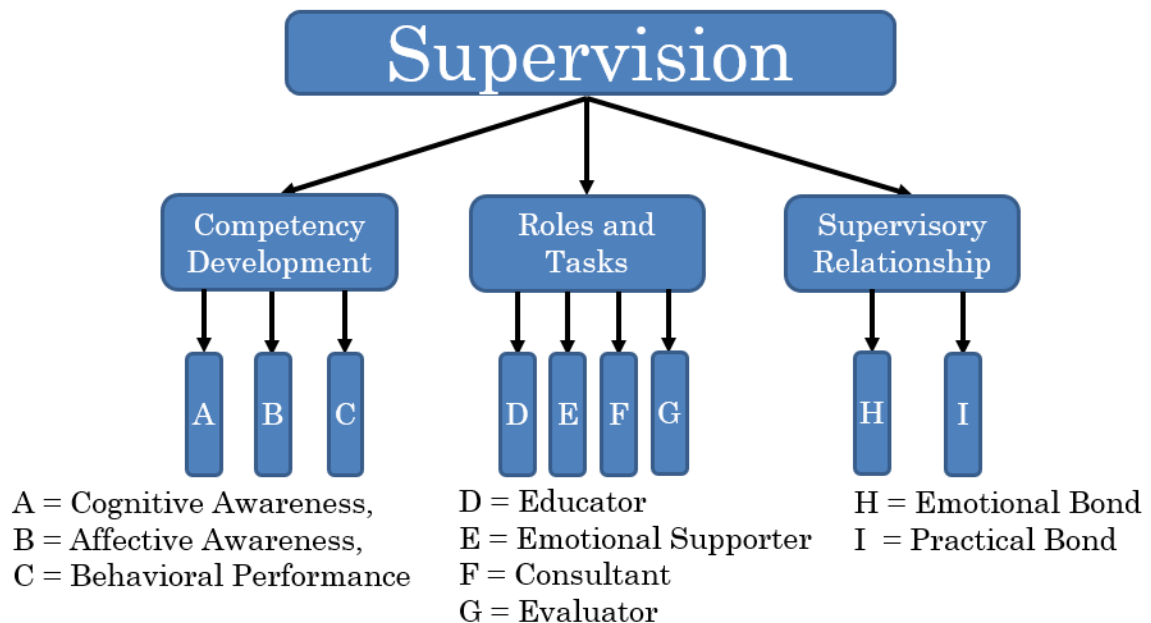 Supervision
Competency
Development
Roles and
Tasks
Supervisory
Relationship
A
B
C
D
E
F
G
H
I
A = Cognitive Awareness,
B = Affective Awareness,
C = Behavioral Performance
D = Educator
E = Emotional Supporter
F = Consultant
G = Evaluator
H = Emotional Bond
I = Practical Bond